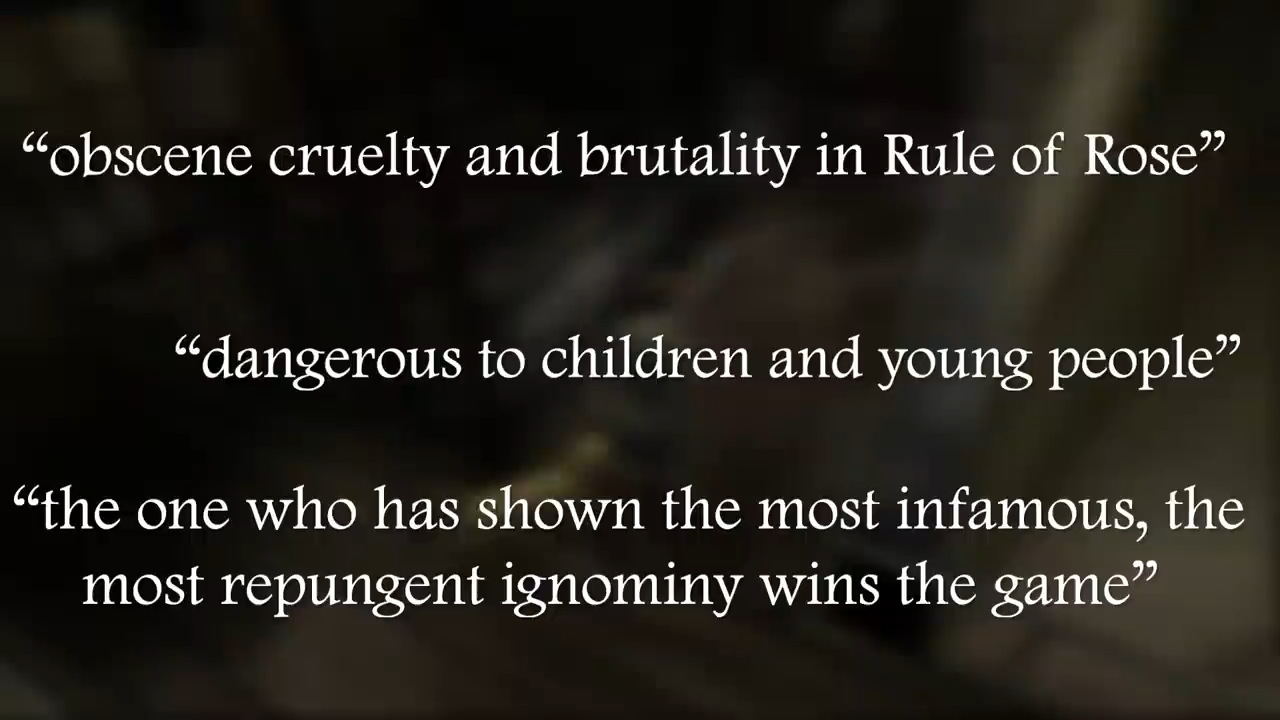 “obscene cruelty and brutality in Rule of Rose”
“dangerous to children and young people”
“the one who has shown the most infamous, the
most repungent ignominy wins the game”